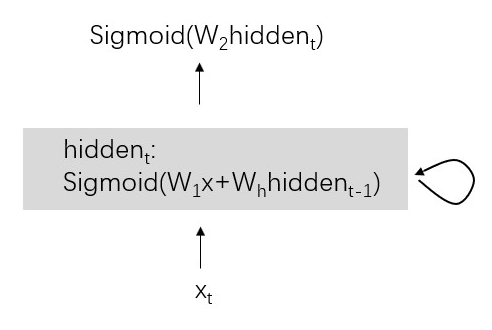 Sigmoid(W₂hiddenₜ)
hiddenₜ:
Sigmoid(W₁x+Wₕhiddenₜ₋₁)
xₜ